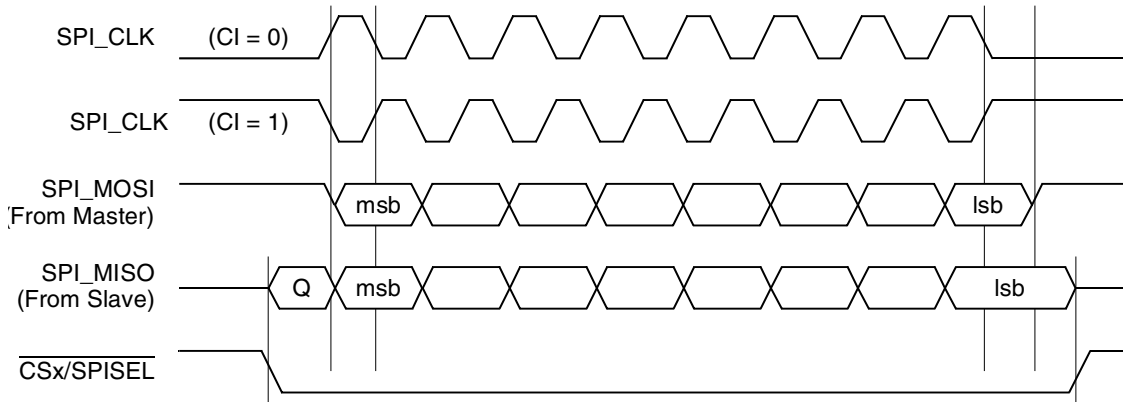 SPI_CLK (CI = 0)
SPI_CLK (CI = 1)
SPI_MOSI
(From Master)
msb lsb
SPI_MISO
(From Slave)
Q msb lsb
CSx/SPISEL